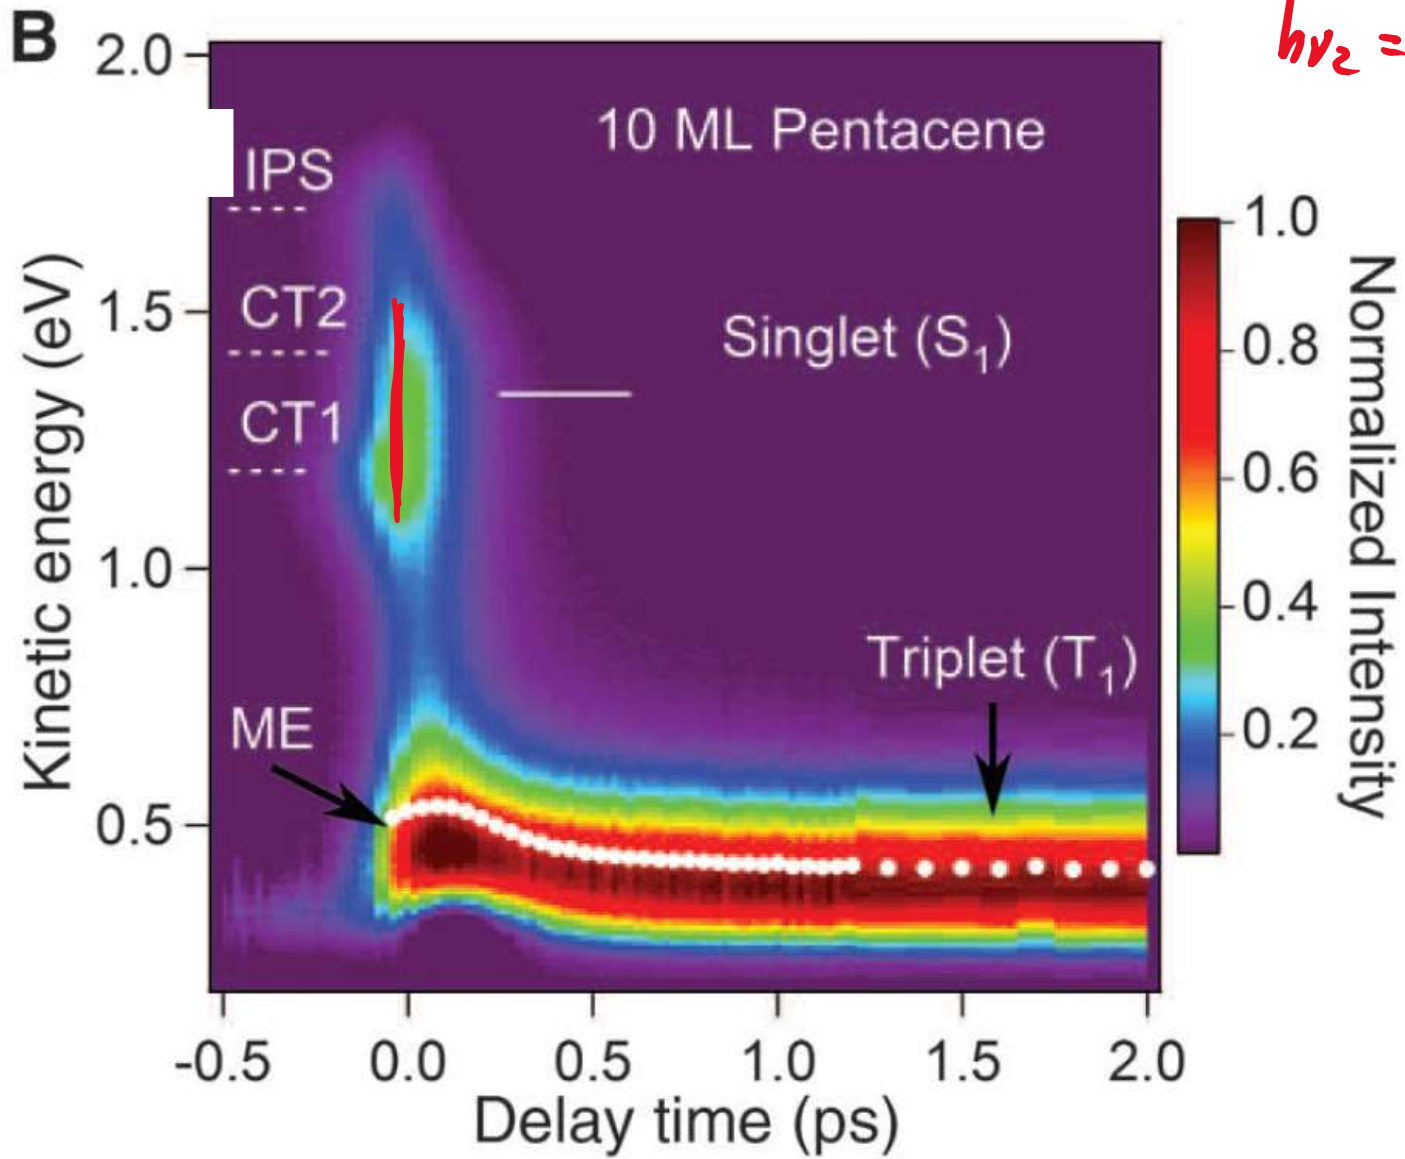 B
hν₂ =
2.0
1.5
1.0
0.5
Kinetic energy (eV)
10 ML Pentacene
IPS
CT2
CT1
Singlet (S₁)
Triplet (T₁)
ME
-0.5 0.0 0.5 1.0 1.5 2.0
Delay time (ps)
1.0
0.8
0.6
0.4
0.2
Normalized Intensity